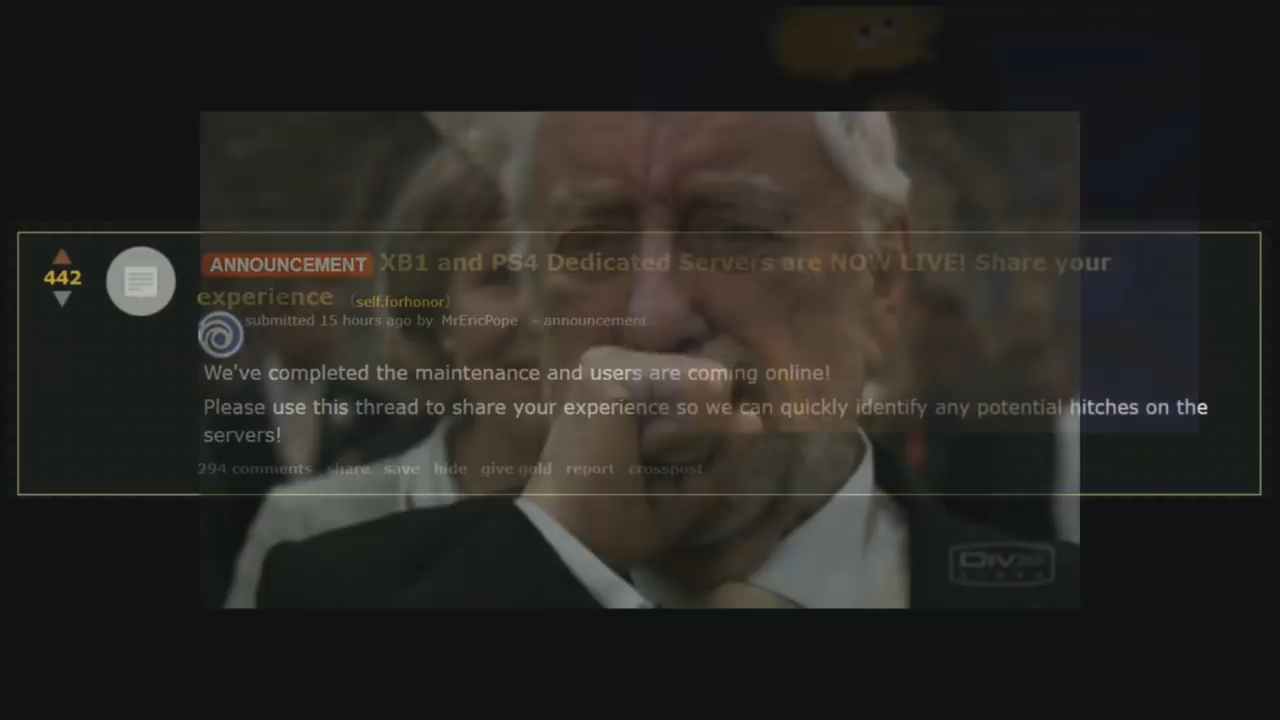 442
ANNOUNCEMENT XB1 and PS4 Dedicated Servers are NOW LIVE! Share your
experience (self.forhonor)
submitted 15 hours ago by MrEricPope - announcement
We've completed the maintenance and users are coming online!
Please use this thread to share your experience so we can quickly identify any potential hitches on the
servers!
294 comments share save hide give gold report crosspost
DivX